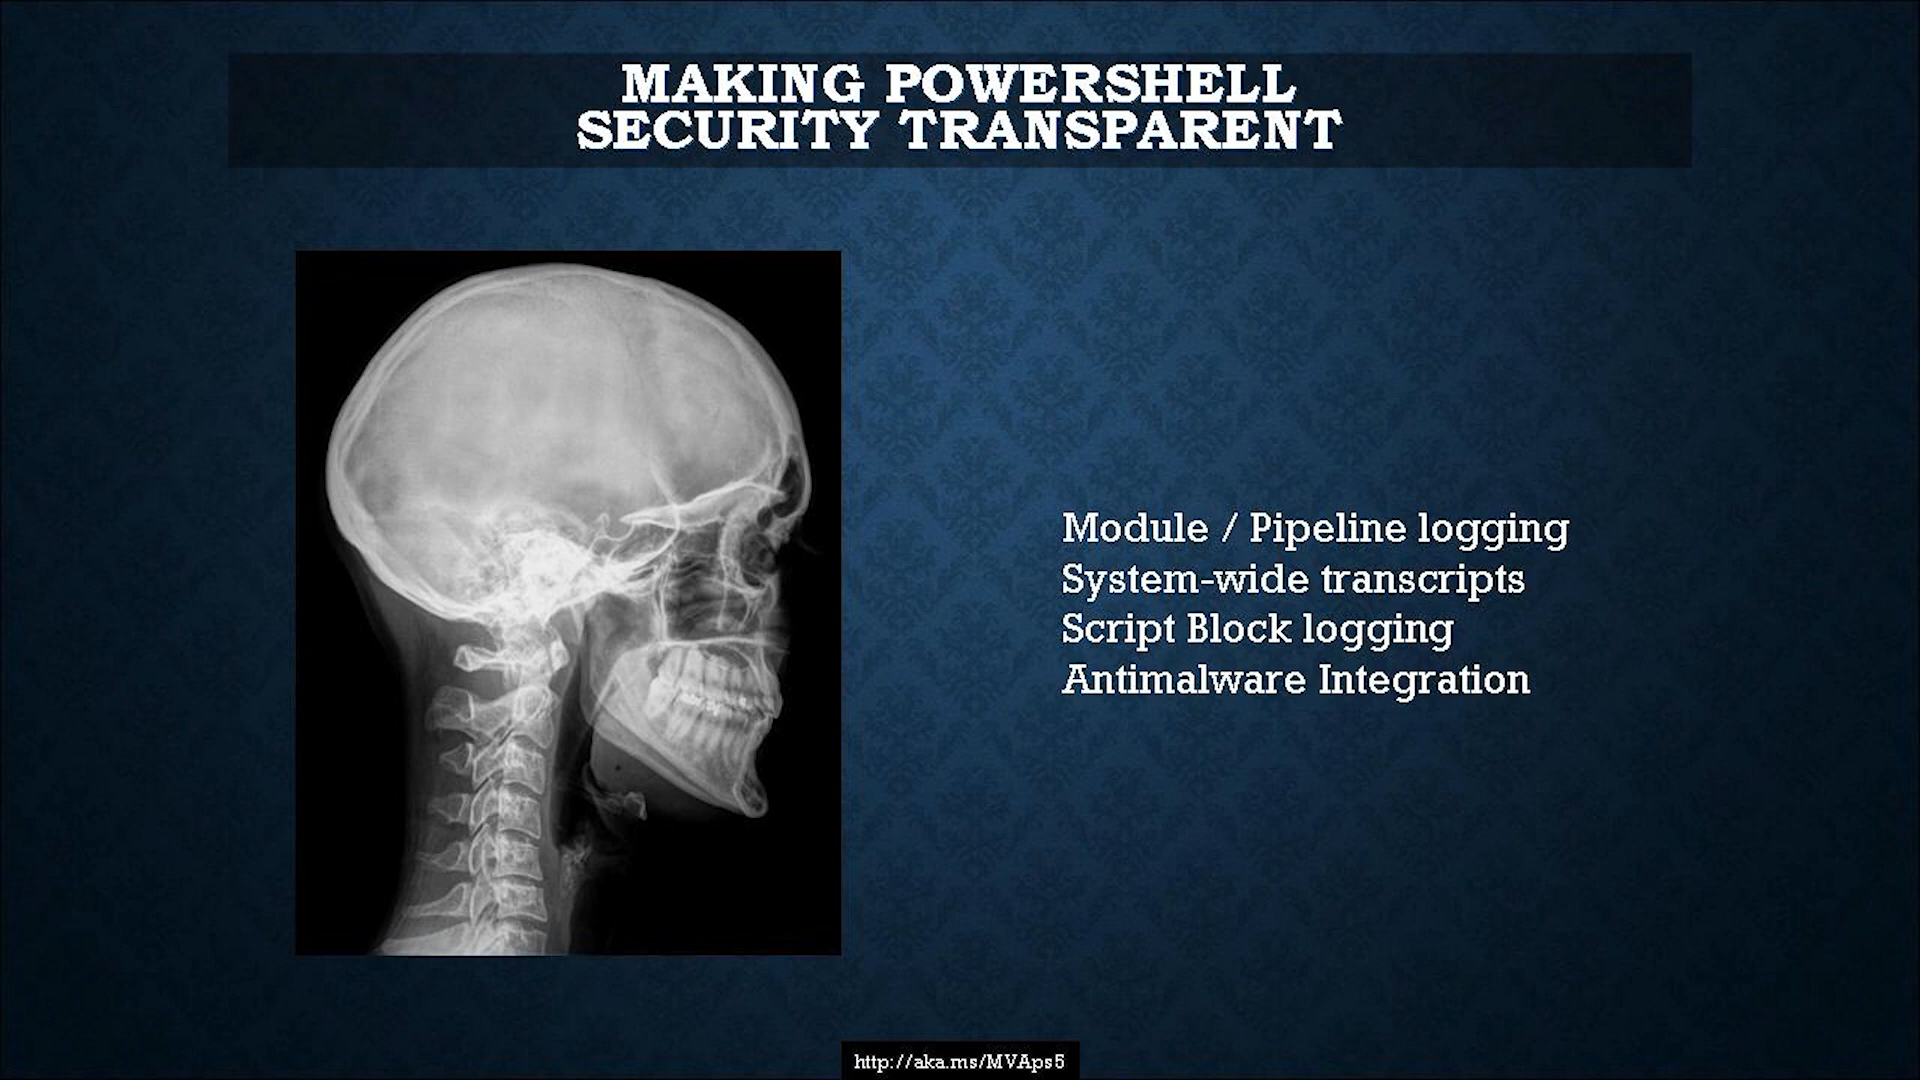 MAKING POWERSHELL
SECURITY TRANSPARENT
Module / Pipeline logging
System-wide transcripts
Script Block logging
Antimalware Integration
http://aka.ms/MVAps5